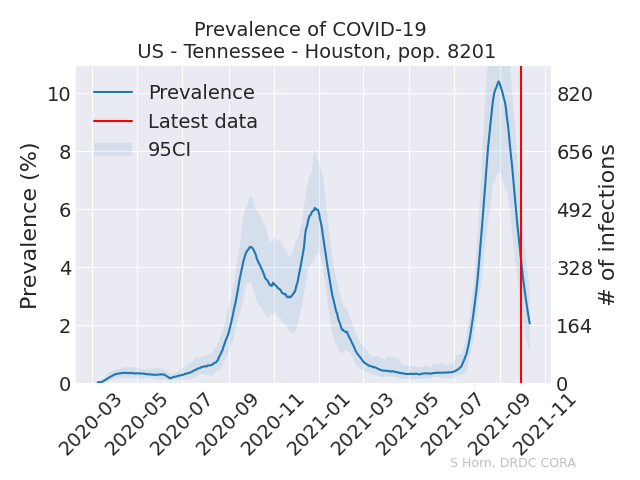 Prevalence of COVID-19
US - Tennessee - Houston, pop. 8201
Prevalence
Latest data
95CI
Prevalence (%)
10
8
6
4
2
0
820
656
492
328
164
0
# of infections
2020-03
2020-05
2020-07
2020-09
2020-11
2021-01
2021-03
2021-05
2021-07
2021-09
2021-11
S Horn, DRDC CORA